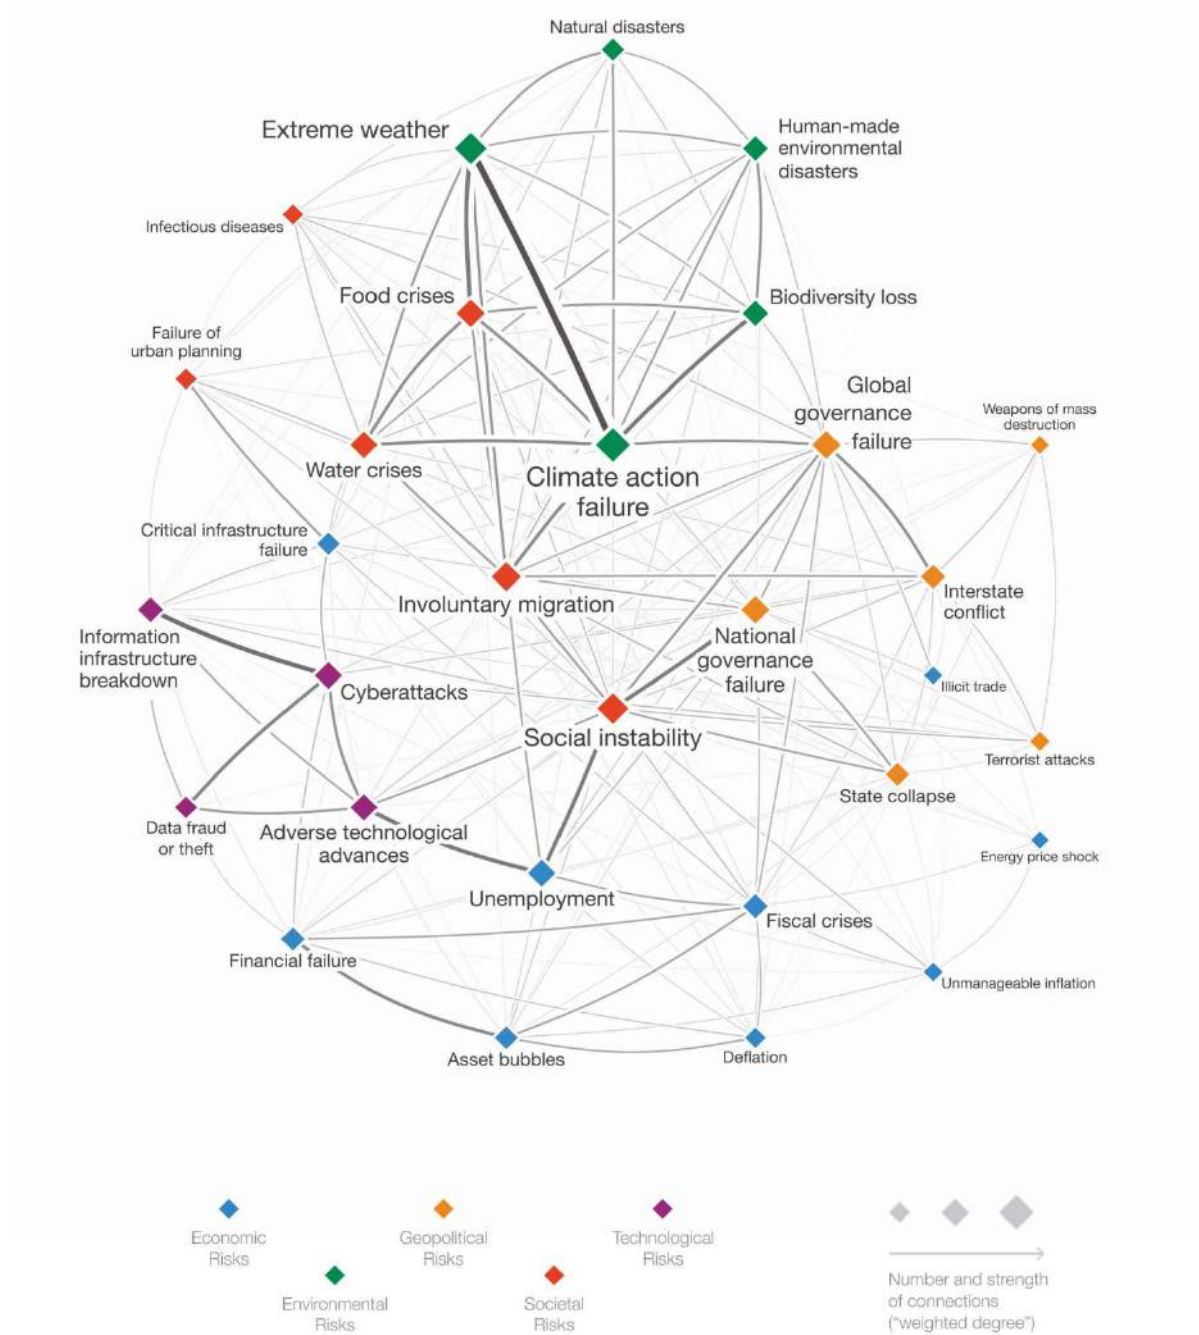 Natural disasters
Extreme weather
Human-made
environmental
disasters
Infectious diseases
Food crises
Biodiversity loss
Failure of
urban planning
Global
governance
failure
Weapons of mass
destruction
Water crises
Climate action
failure
Critical infrastructure
failure
Involuntary migration
Interstate
conflict
Information
infrastructure
breakdown
National
governance
failure
Cyberattacks
Illicit trade
Social instability
Terrorist attacks
State collapse
Data fraud
or theft
Adverse technological
advances
Energy price shock
Unemployment
Fiscal crises
Financial failure
Unmanageable inflation
Asset bubbles
Deflation
Economic
Risks
Geopolitical
Risks
Technological
Risks
Environmental
Risks
Societal
Risks
Number and strength
of connections
("weighted degree")